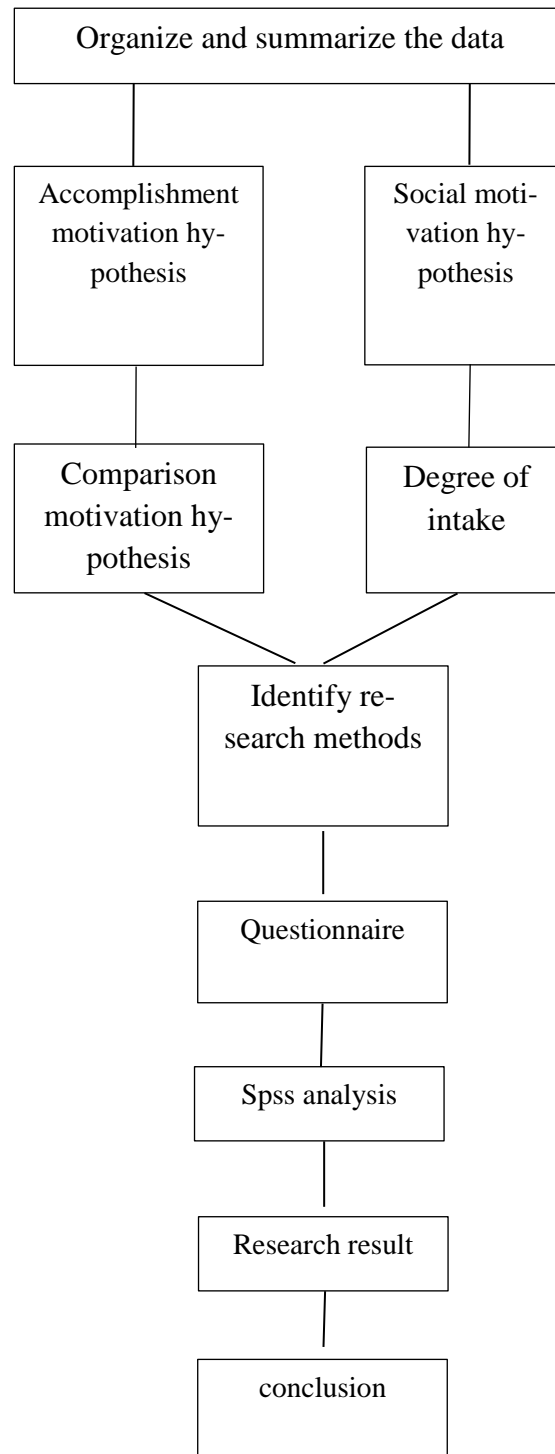 Organize and summarize the data
Accomplishment
motivation hy-
pothesis
Social moti-
vation hy-
pothesis
Comparison
motivation hy-
pothesis
Degree of
intake
Identify re-
search methods
Questionnaire
Spss analysis
Research result
conclusion